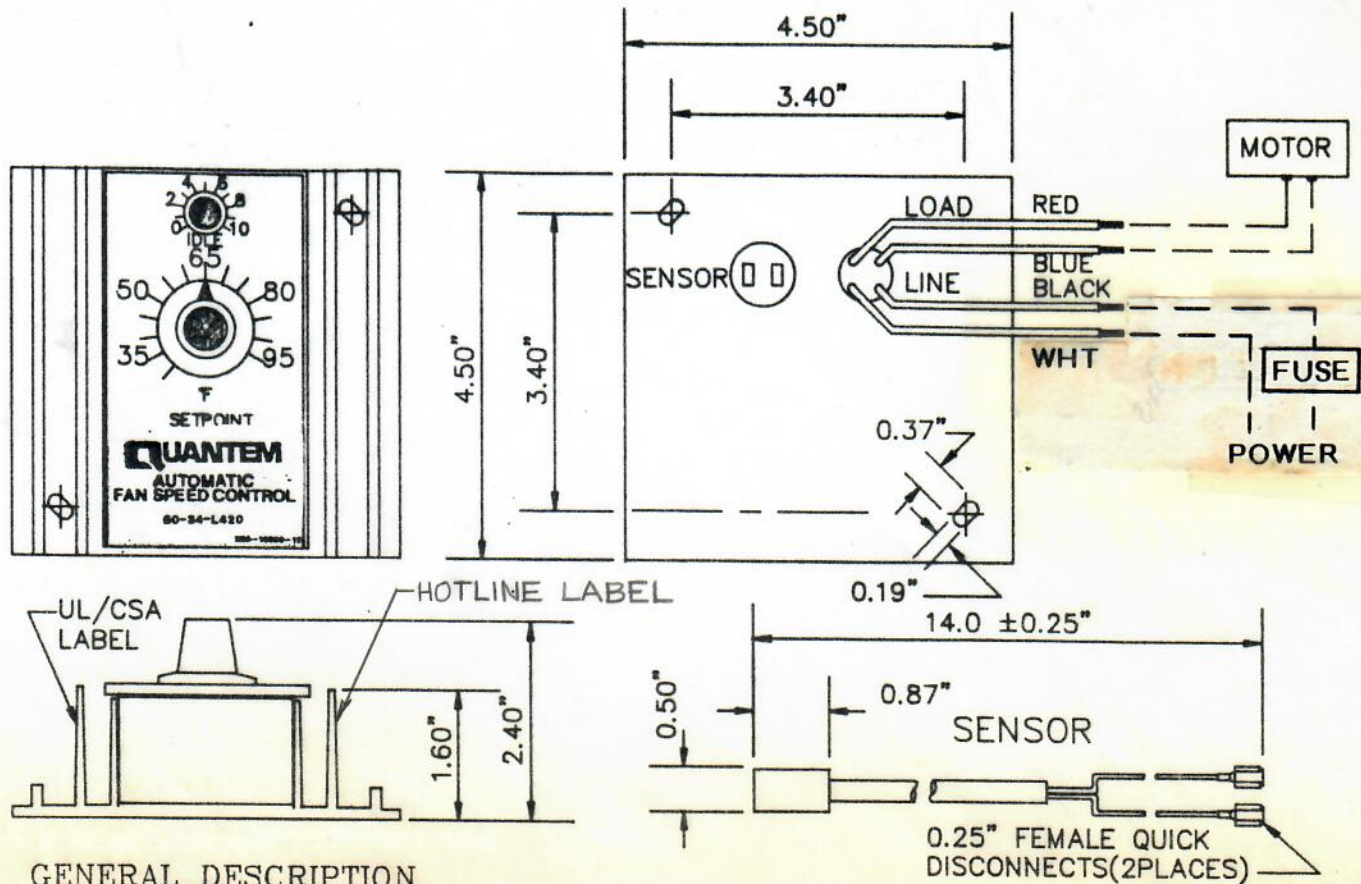 4.50"
3.40"
MOTOR
4 6
2 8
0 10
IDLE
65
50 80
35 95
°F
SETPOINT
QUANTEM
AUTOMATIC
FAN SPEED CONTROL
60-34-L420
4.50"
3.40"
SENSOR
LOAD
RED
BLUE
LINE
BLACK
WHT
FUSE
POWER
0.37"
0.19"
UL/CSA
LABEL
HOTLINE LABEL
1.60"
2.40"
14.0 ±0.25"
0.50"
0.87"
SENSOR
0.25" FEMALE QUICK
DISCONNECTS(2PLACES)
GENERAL DESCRIPTION